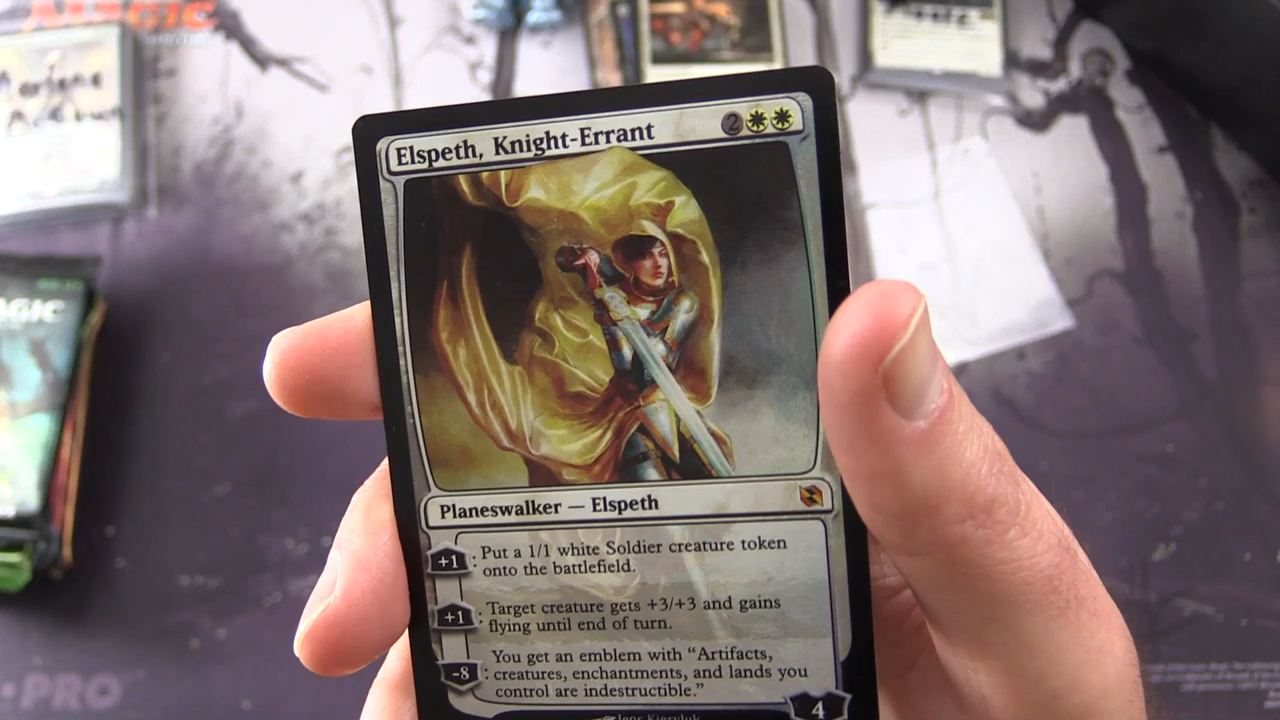 MAGIC
Elspeth, Knight-Errant
2
AGIC
Planeswalker — Elspeth
+1: Put a 1/1 white Soldier creature token
onto the battlefield.
+1: Target creature gets +3/+3 and gains
flying until end of turn.
-8: You get an emblem with “Artifacts,
creatures, enchantments, and lands you
control are indestructible.”
4
PRO